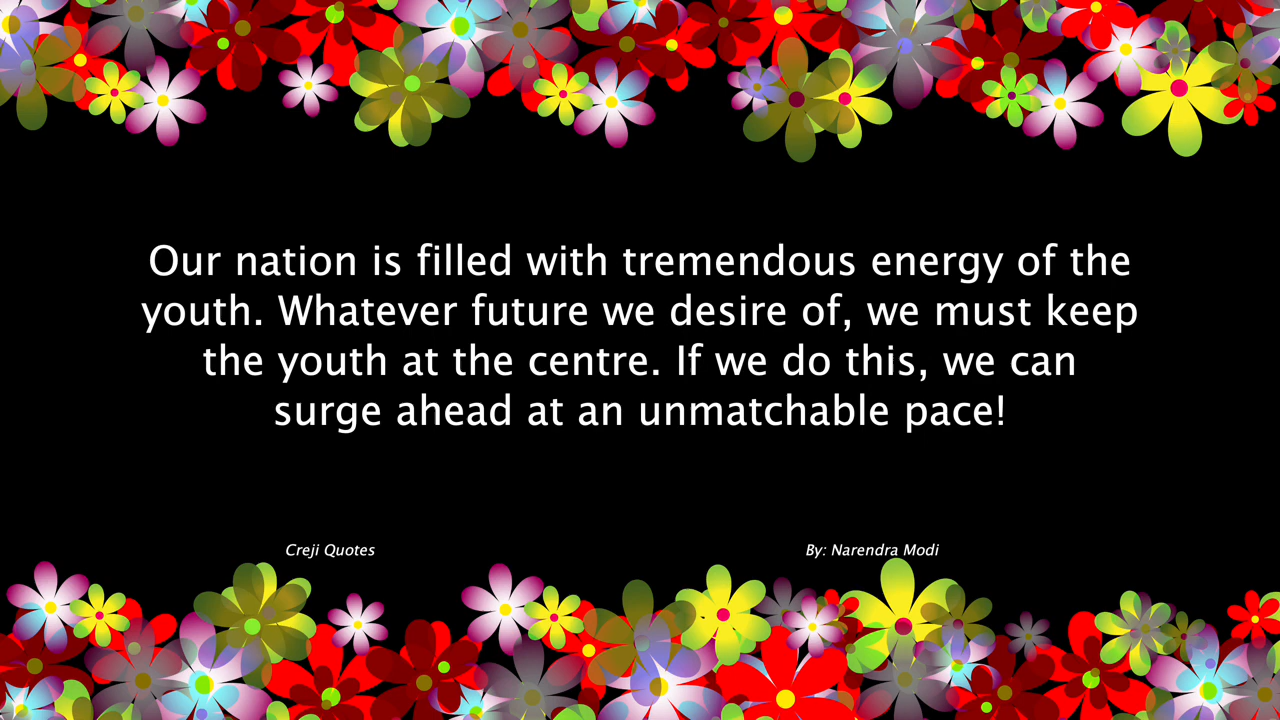 Our nation is filled with tremendous energy of the
youth. Whatever future we desire of, we must keep
the youth at the centre. If we do this, we can
surge ahead at an unmatchable pace!
Creji Quotes
By: Narendra Modi